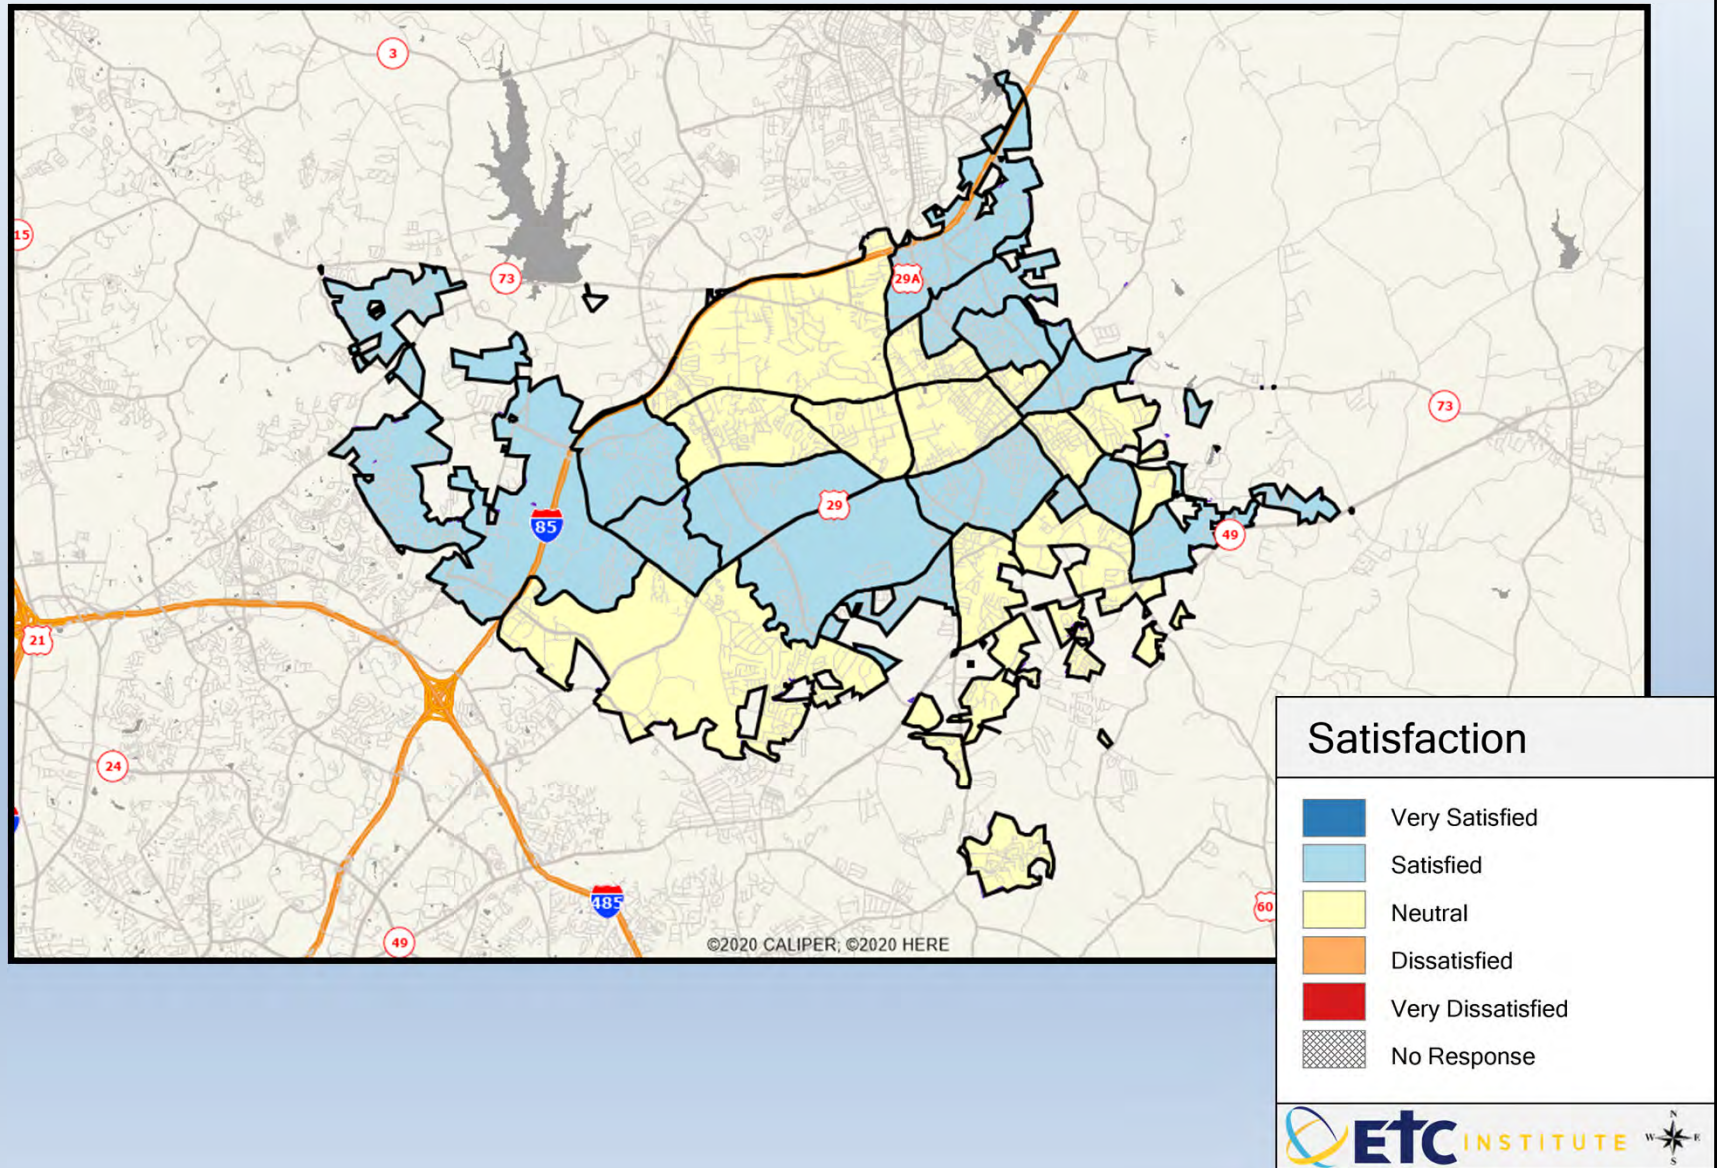 3
15
73
29A
73
29
85
49
21
24
485
49
60
©2020 CALIPER; ©2020 HERE
Satisfaction
Very Satisfied
Satisfied
Neutral
Dissatisfied
Very Dissatisfied
No Response
ETC INSTITUTE
N
W E
S